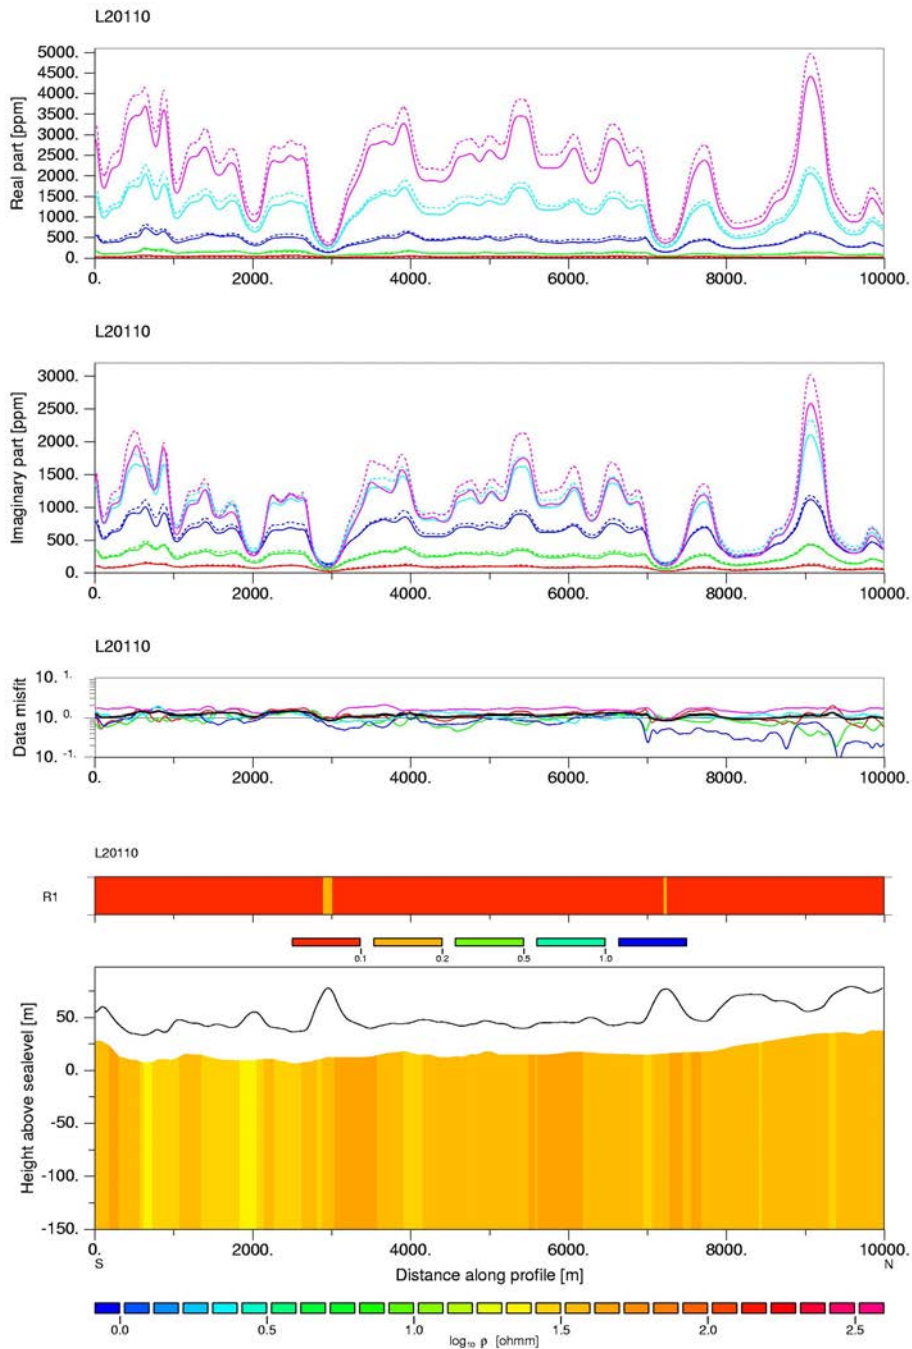 L20110
Real part [ppm]
5000.
4500.
4000.
3500.
3000.
2500.
2000.
1500.
1000.
500.
0.
0. 2000. 4000. 6000. 8000. 10000.
L20110
Imaginary part [ppm]
3000.
2500.
2000.
1500.
1000.
500.
0.
0. 2000. 4000. 6000. 8000. 10000.
L20110
Data misfit
10. 1.
10. 0.
10. -1.
0. 2000. 4000. 6000. 8000. 10000.
L20110
R1
0.1 0.2 0.5 1.0
Height above sealevel [m]
50.
0.
-50.
-100.
-150.
0. 2000. 4000. 6000. 8000. 10000.
S N
Distance along profile [m]
0.0 0.5 1.0 1.5 2.0 2.5
log10 ρ [ohmm]